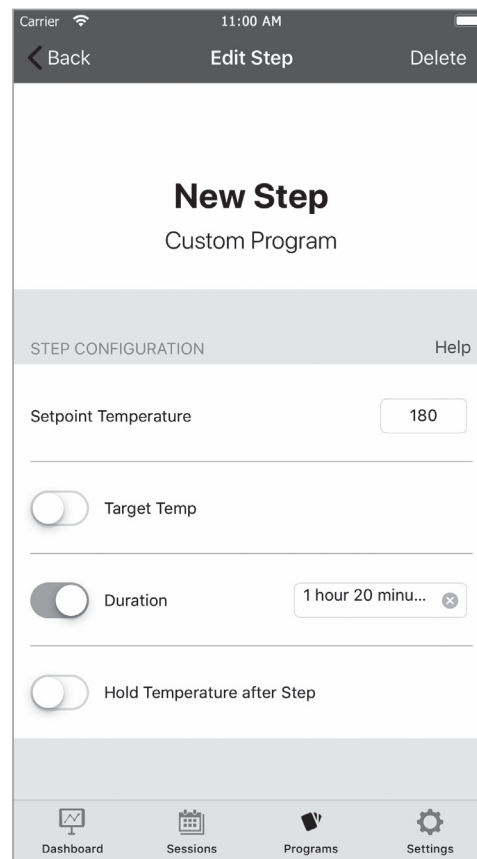 Carrier 11:00 AM
Back Edit Step Delete
New Step
Custom Program
STEP CONFIGURATION Help
Setpoint Temperature 180
Target Temp
Duration 1 hour 20 minu...
Hold Temperature after Step
Dashboard Sessions Programs Settings